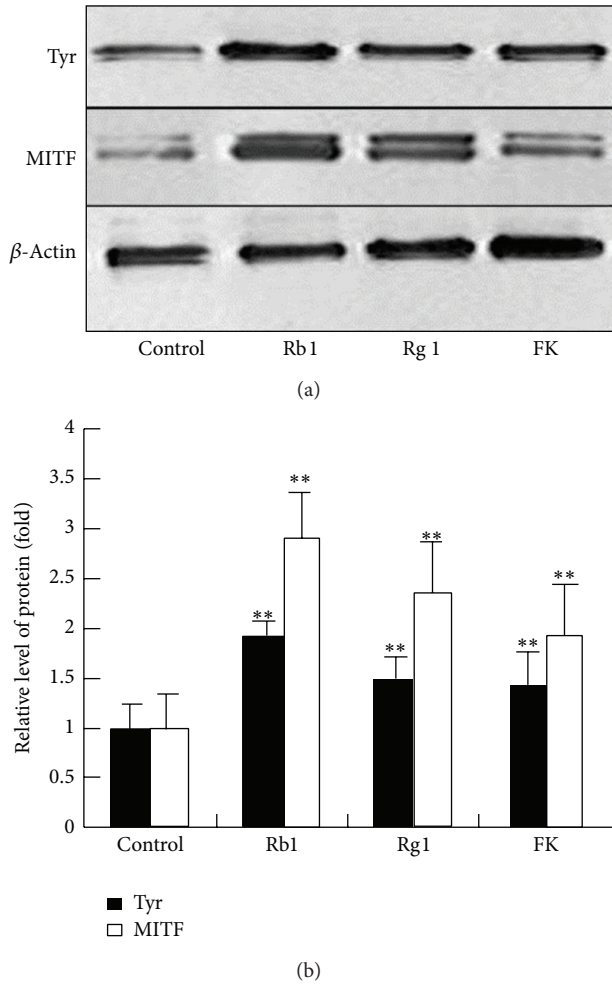 Tyr
MITF
β-Actin
Control Rb1 Rg 1 FK
(a)
4
3.5
3
2.5
2
1.5
1
0.5
0
Relative level of protein (fold)
** ** ** ** ** **
Control Rb1 Rg1 FK
Tyr
MITF
(b)